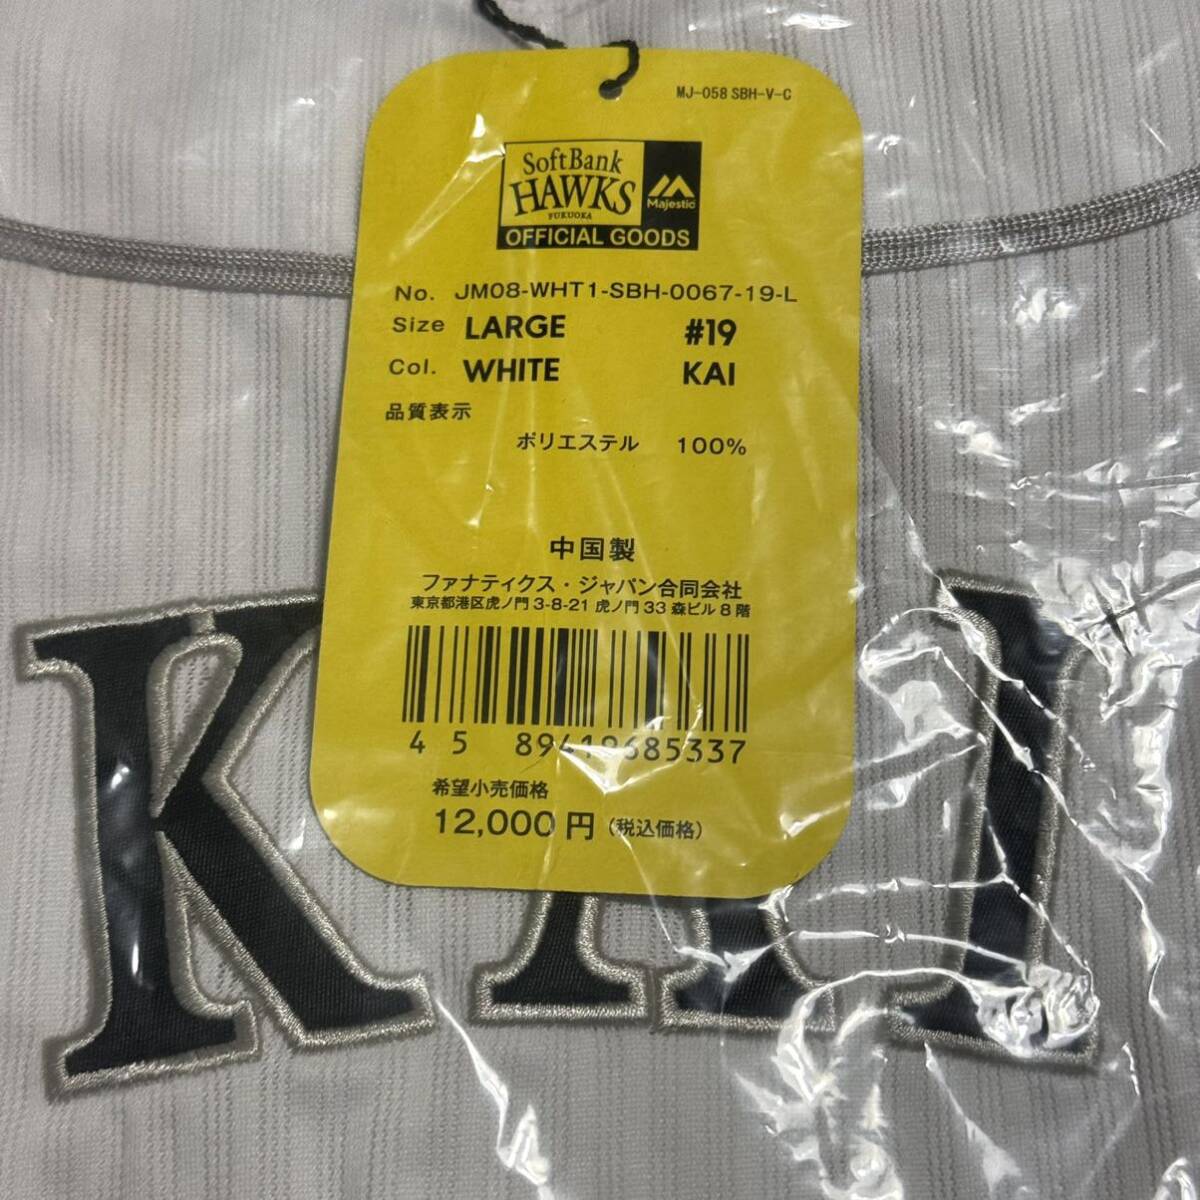 MJ-058 SBH-V-C
SoftBank
HAWKS
FUKUOKA
Majestic
OFFICIAL GOODS
No. JM08-WHT1-SBH-0067-19-L
Size LARGE #19
Col. WHITE KAI
品質表示
ポリエステル 100%
中国製
ファナティクス・ジャパン合同会社
東京都港区虎ノ門 3-8-21 虎ノ門 33 森ビル 8 階
4 5 89419685337
希望小売価格
12,000 円 (税込価格)
KAI